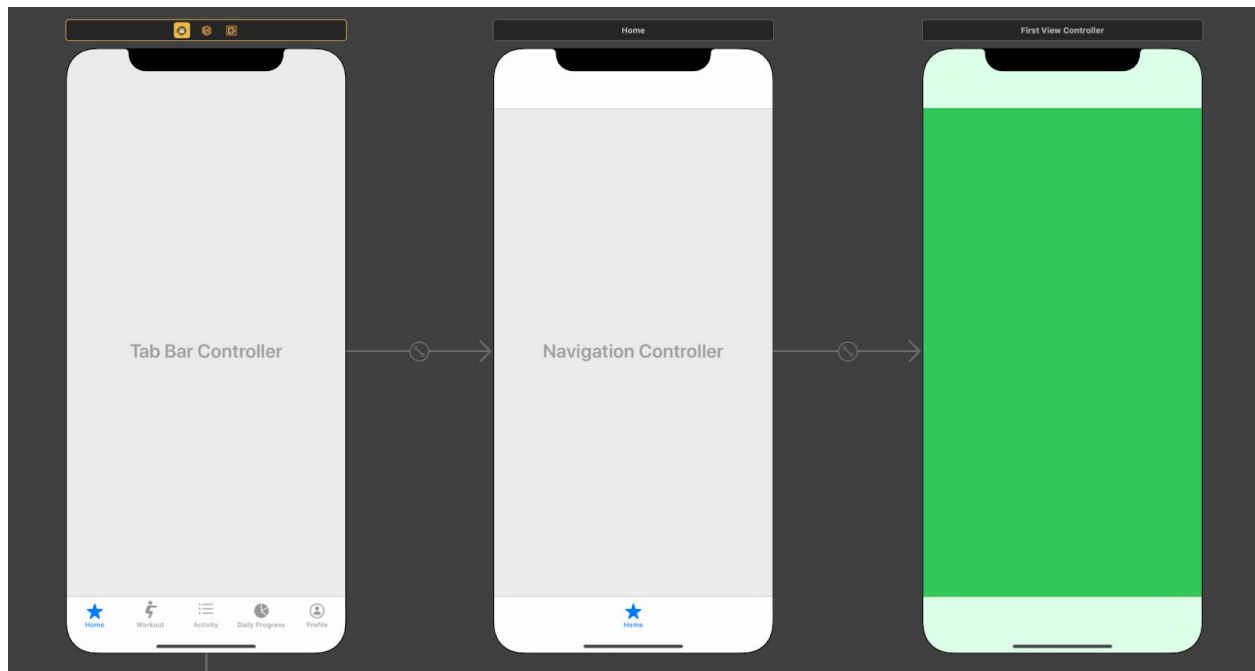 Home
First View Controller
Tab Bar Controller
Navigation Controller
Home
Workout
Activity
Daily Progress
Profile
Home